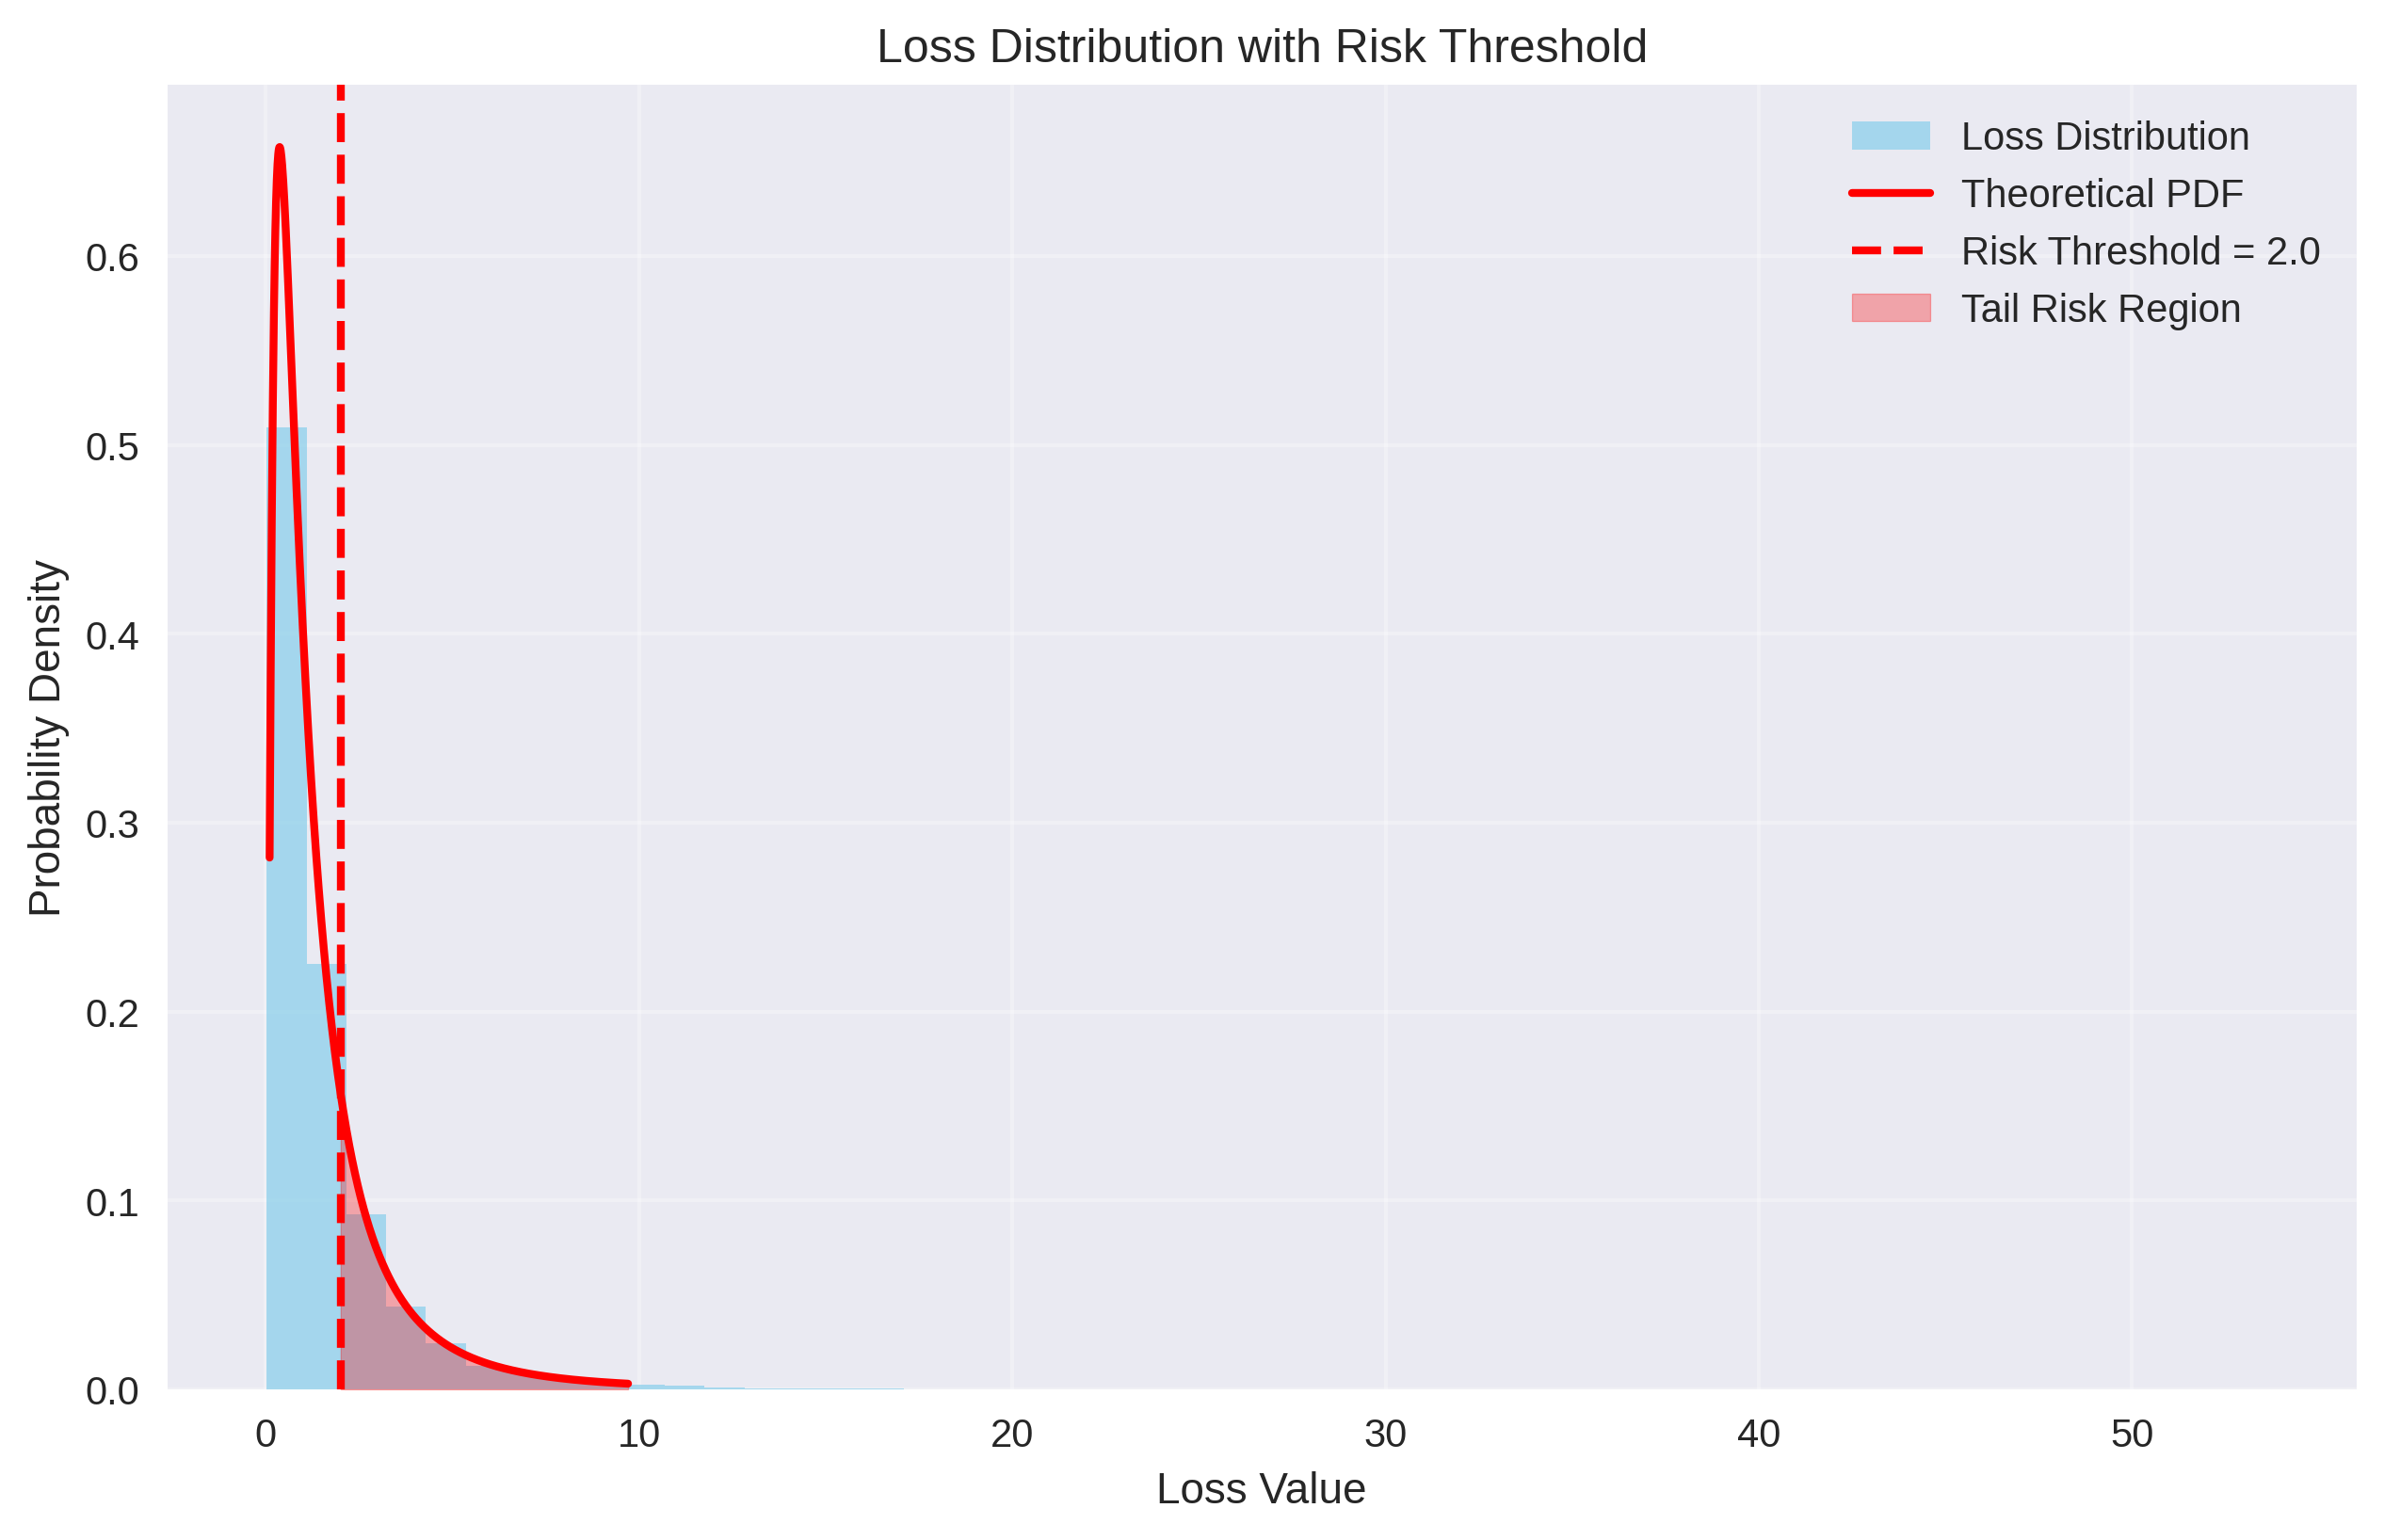 Loss Distribution with Risk Threshold
Loss Distribution
Theoretical PDF
Risk Threshold = 2.0
Tail Risk Region
Probability Density
0.6
0.5
0.4
0.3
0.2
0.1
0.0
0 10 20 30 40 50
Loss Value